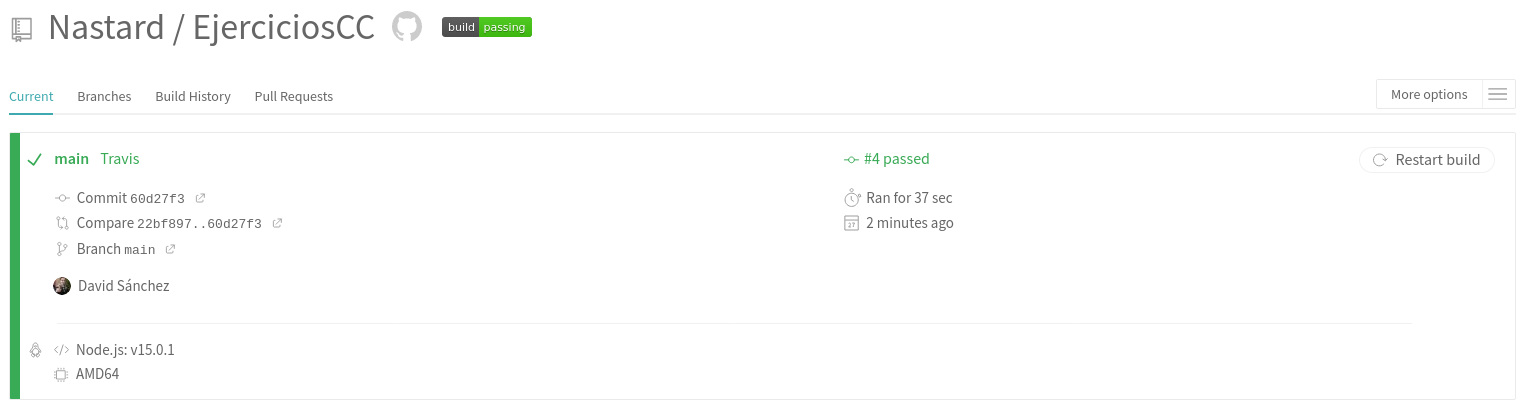 Nastard / EjerciciosCC build passing
Current Branches Build History Pull Requests More options
main Travis #4 passed Restart build
Commit 60d27f3 Ran for 37 sec
Compare 22bf897..60d27f3 2 minutes ago
Branch main
David Sánchez
Node.js: v15.0.1
AMD64